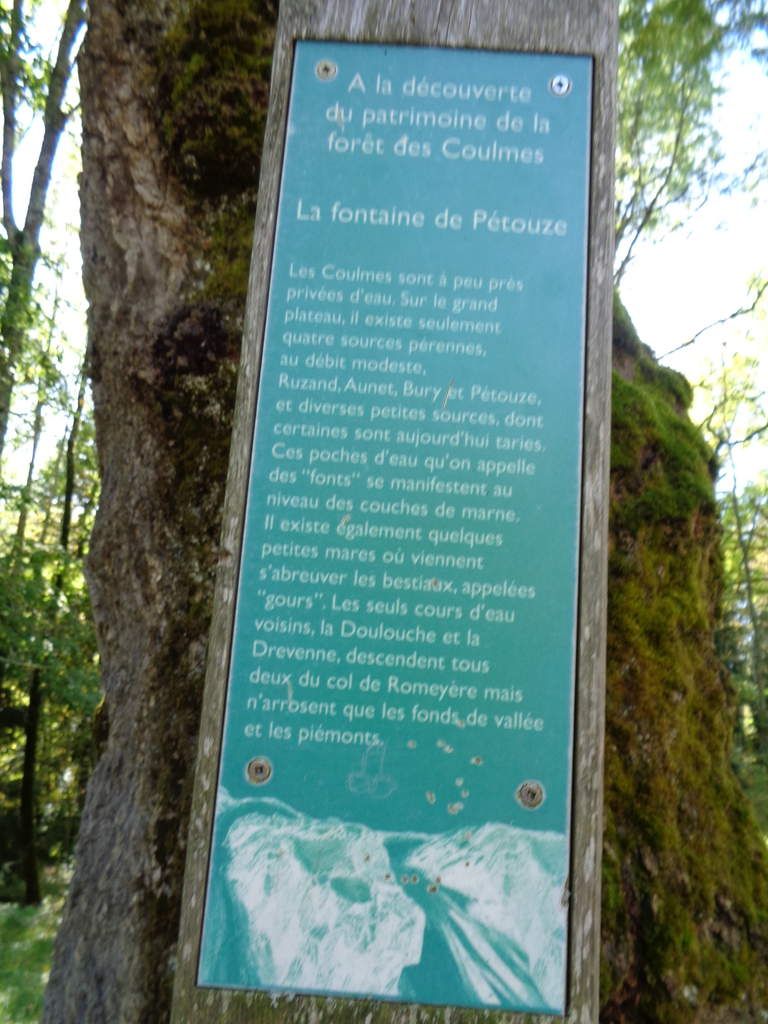 A la découverte
du patrimoine de la
forêt des Coulmes
La fontaine de Pétouze
Les Coulmes sont à peu près
privées d'eau. Sur le grand
plateau, il existe seulement
quatre sources pérennes,
au débit modeste,
Ruzand, Aunet, Bury et Pétouze,
et diverses petites sources, dont
certaines sont aujourd'hui taries.
Ces poches d'eau qu'on appelle
des "fonts" se manifestent au
niveau des couches de marne.
Il existe également quelques
petites mares où viennent
s'abreuver les bestiaux, appelées
"gours". Les seuls cours d'eau
voisins, la Doulouche et la
Drevenne, descendent tous
deux du col de Romeyère mais
n'arrosent que les fonds de vallée
et les piémonts.